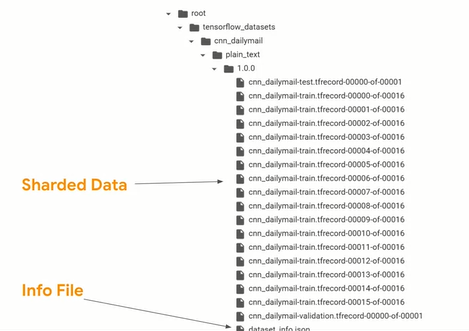 root
tensorflow_datasets
cnn_dailymail
plain_text
1.0.0
cnn_dailymail-test.tfrecord-00000-of-00001
cnn_dailymail-train.tfrecord-00000-of-00016
cnn_dailymail-train.tfrecord-00001-of-00016
cnn_dailymail-train.tfrecord-00002-of-00016
cnn_dailymail-train.tfrecord-00003-of-00016
cnn_dailymail-train.tfrecord-00004-of-00016
cnn_dailymail-train.tfrecord-00005-of-00016
cnn_dailymail-train.tfrecord-00006-of-00016
Sharded Data
cnn_dailymail-train.tfrecord-00007-of-00016
cnn_dailymail-train.tfrecord-00008-of-00016
cnn_dailymail-train.tfrecord-00009-of-00016
cnn_dailymail-train.tfrecord-00010-of-00016
cnn_dailymail-train.tfrecord-00011-of-00016
cnn_dailymail-train.tfrecord-00012-of-00016
cnn_dailymail-train.tfrecord-00013-of-00016
cnn_dailymail-train.tfrecord-00014-of-00016
Info File
cnn_dailymail-train.tfrecord-00015-of-00016
cnn_dailymail-validation.tfrecord-00000-of-00001
dataset_info.json